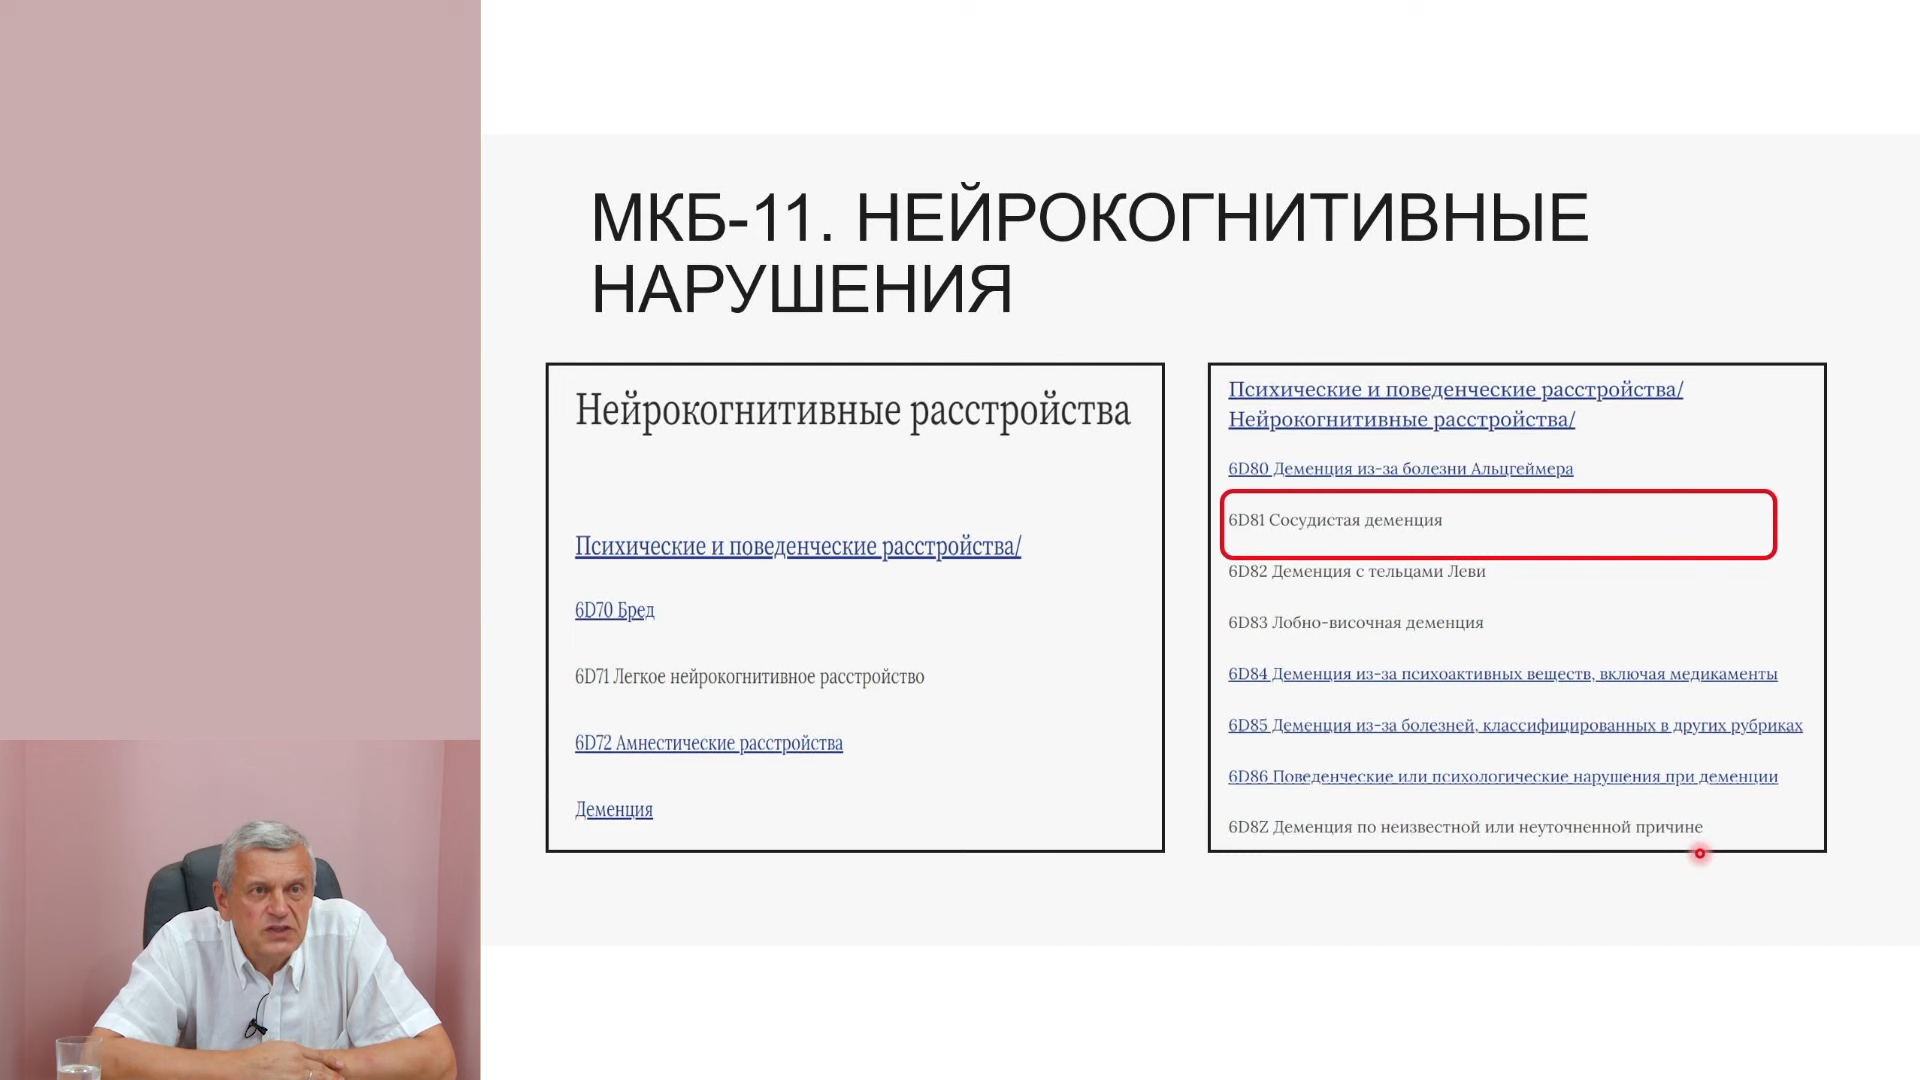 МКБ-11. НЕЙРОКОГНИТИВНЫЕ
НАРУШЕНИЯ
Нейрокогнитивные расстройства
Психические и поведенческие расстройства/
6D70 Бред
6D71 Легкое нейрокогнитивное расстройство
6D72 Амнестические расстройства
Деменция
Психические и поведенческие расстройства/
Нейрокогнитивные расстройства/
6D80 Деменция из-за болезни Альцгеймера
6D81 Сосудистая деменция
6D82 Деменция с тельцами Леви
6D83 Лобно-височная деменция
6D84 Деменция из-за психоактивных веществ, включая медикаменты
6D85 Деменция из-за болезней, классифицированных в других рубриках
6D86 Поведенческие или психологические нарушения при деменции
6D8Z Деменция по неизвестной или неуточненной причине